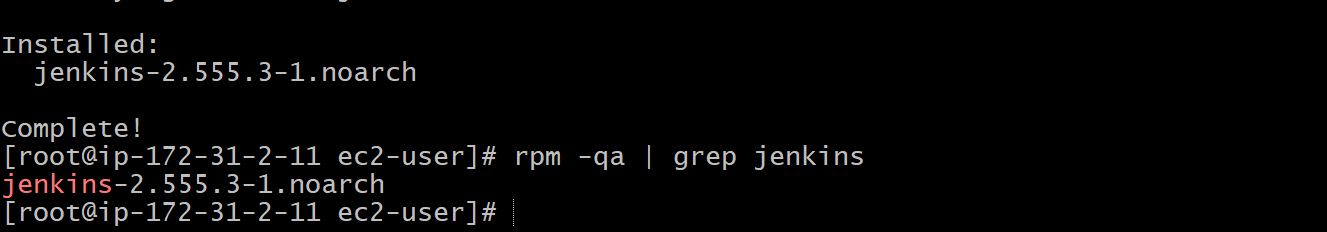 Installed:
  jenkins-2.555.3-1.noarch
Complete!
[root@ip-172-31-2-11 ec2-user]# rpm -qa | grep jenkins
jenkins-2.555.3-1.noarch
[root@ip-172-31-2-11 ec2-user]#